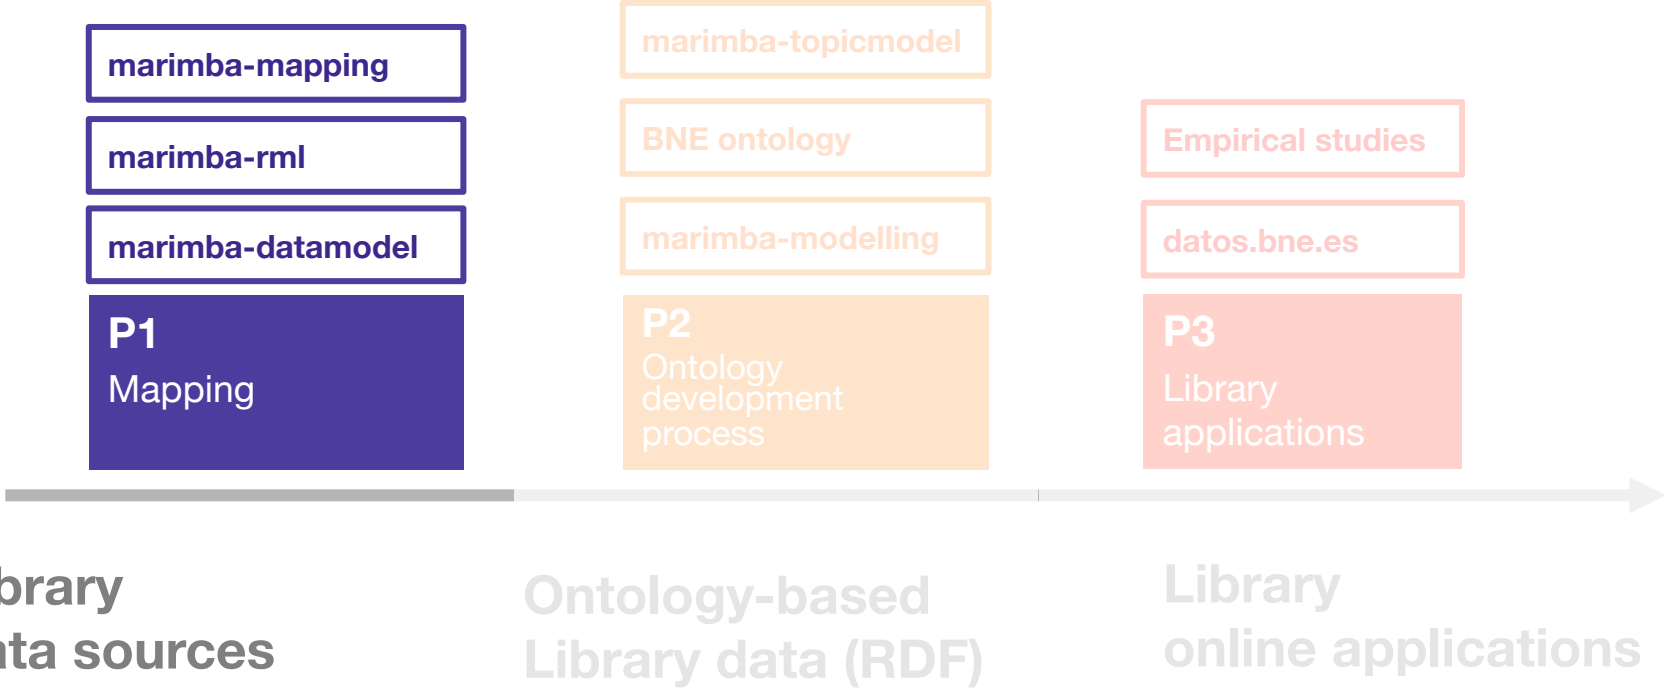 marimba-mapping
marimba-rml
marimba-datamodel
P1
Mapping
marimba-topicmodel
BNE ontology
marimba-modelling
P2
Ontology
development
process
Empirical studies
datos.bne.es
P3
Library
applications
brary
ata sources
Ontology-based
Library data (RDF)
Library
online applications